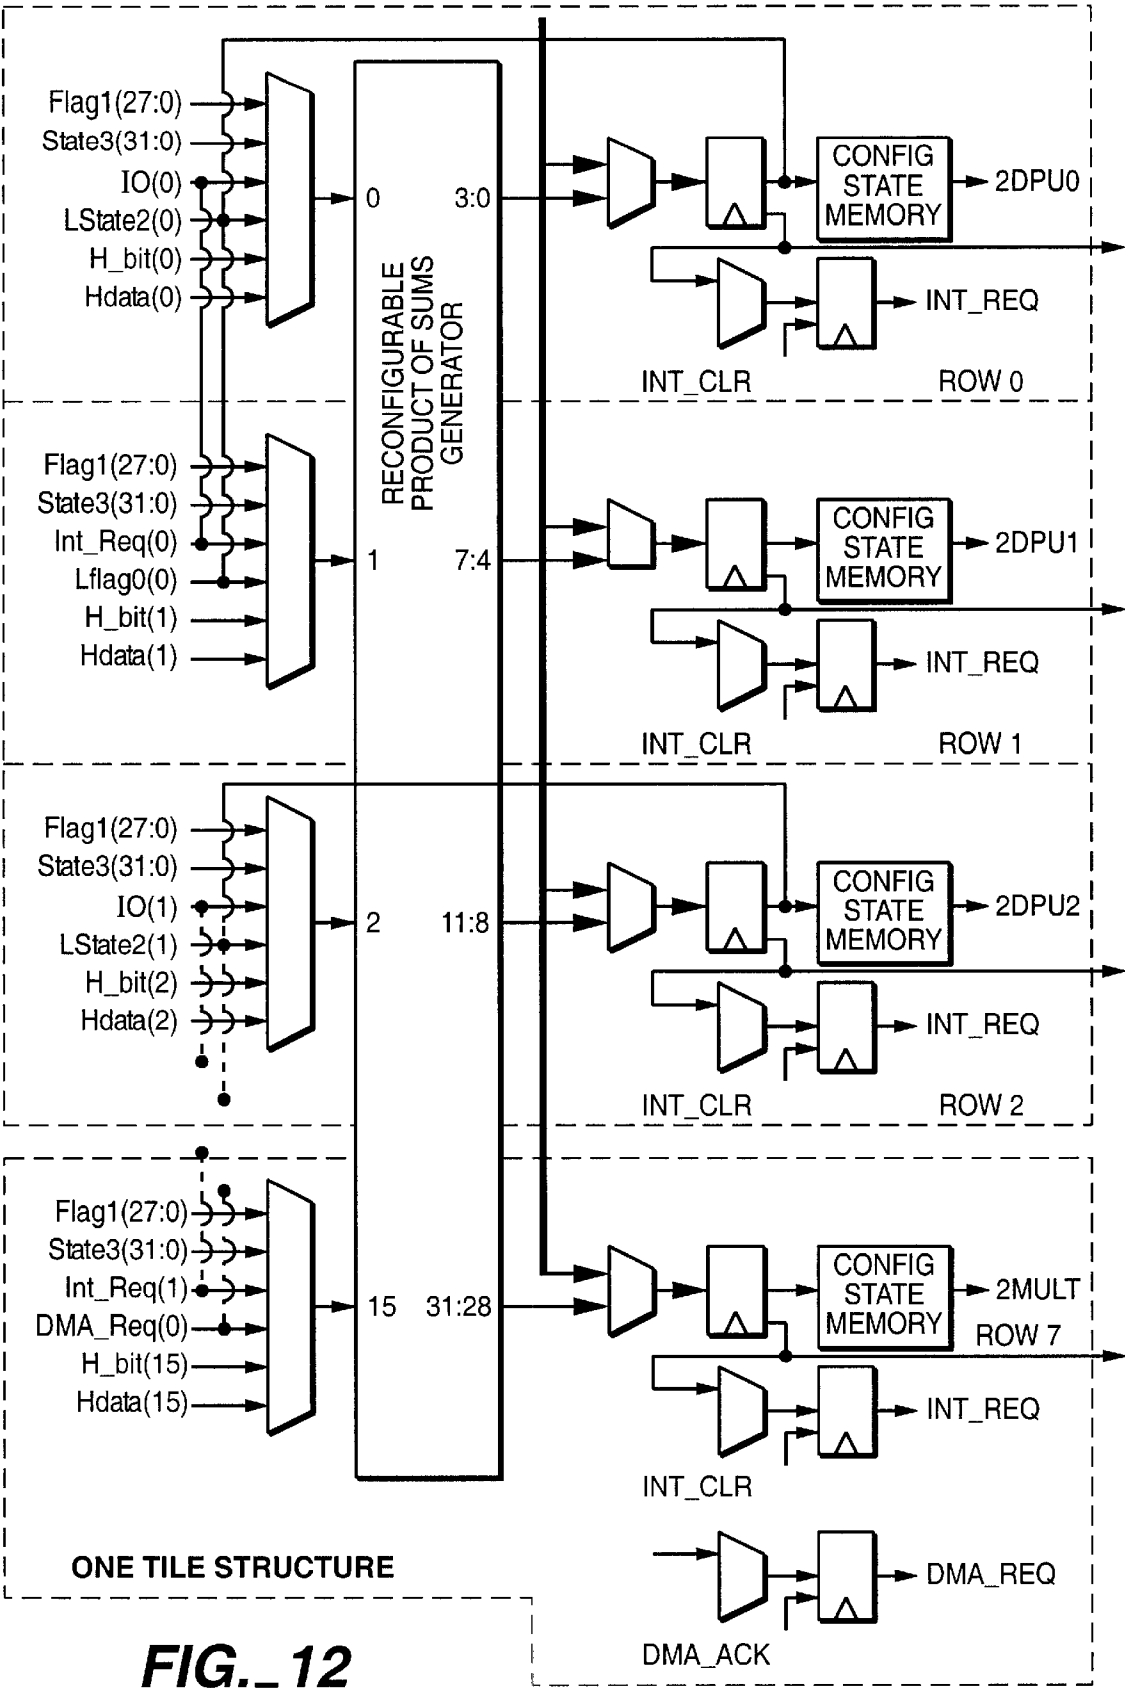 Flag1(27:0)
State3(31:0)
IO(0)
LState2(0)
H_bit(0)
Hdata(0)
0
3:0
RECONFIGURABLE
PRODUCT OF SUMS
GENERATOR
CONFIG
STATE
MEMORY
2DPU0
INT_REQ
INT_CLR
ROW 0
Flag1(27:0)
State3(31:0)
Int_Req(0)
Lflag0(0)
H_bit(1)
Hdata(1)
1
7:4
CONFIG
STATE
MEMORY
2DPU1
INT_REQ
INT_CLR
ROW 1
Flag1(27:0)
State3(31:0)
IO(1)
LState2(1)
H_bit(2)
Hdata(2)
2
11:8
CONFIG
STATE
MEMORY
2DPU2
INT_REQ
INT_CLR
ROW 2
Flag1(27:0)
State3(31:0)
Int_Req(1)
DMA_Req(0)
H_bit(15)
Hdata(15)
15
31:28
CONFIG
STATE
MEMORY
2MULT
ROW 7
INT_REQ
INT_CLR
ONE TILE STRUCTURE
DMA_REQ
DMA_ACK
FIG._12